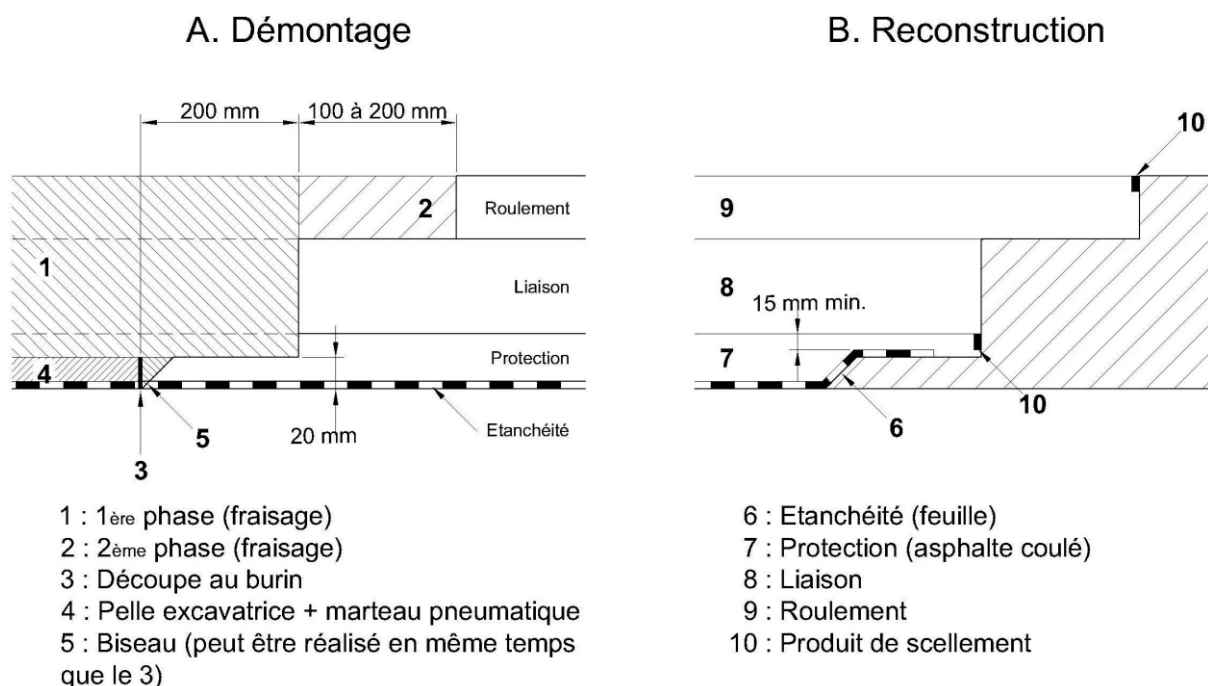 A. Démontage
B. Reconstruction
200 mm
100 à 200 mm
10
2
Roulement
9
1
Liaison
8
15 mm min.
Protection
7
4
10
20 mm
Etanchéité
5
6
3
1 : 1ère phase (fraisage)
2 : 2ème phase (fraisage)
3 : Découpe au burin
4 : Pelle excavatrice + marteau pneumatique
5 : Biseau (peut être réalisé en même temps
que le 3)
6 : Etanchéité (feuille)
7 : Protection (asphalte coulé)
8 : Liaison
9 : Roulement
10 : Produit de scellement